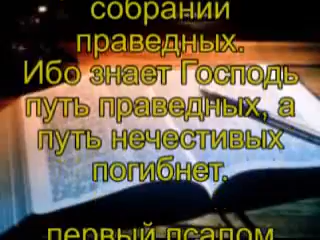 собрании
праведных.
Ибо знает Господь
путь праведных, а
путь нечестивых
погибнет.
первый псалом